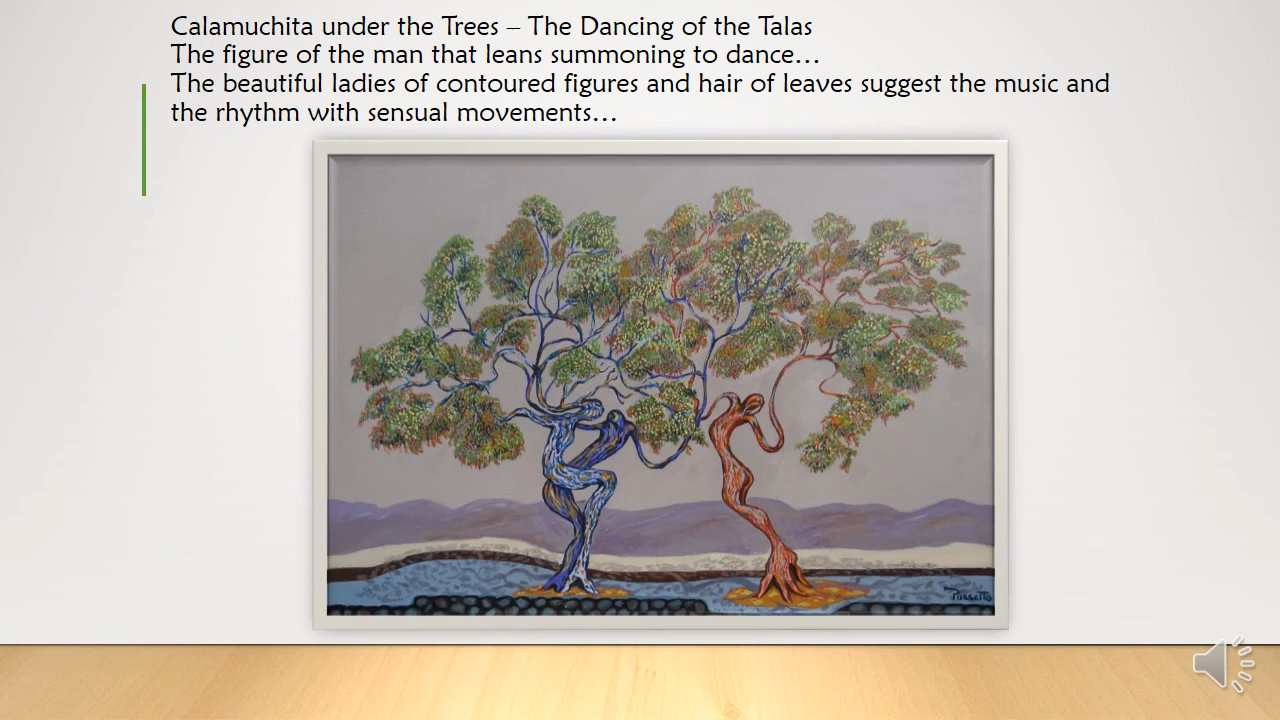 Calamuchita under the Trees – The Dancing of the Talas
The figure of the man that leans summoning to dance…
The beautiful ladies of contoured figures and hair of leaves suggest the music and
the rhythm with sensual movements…
Pussetto